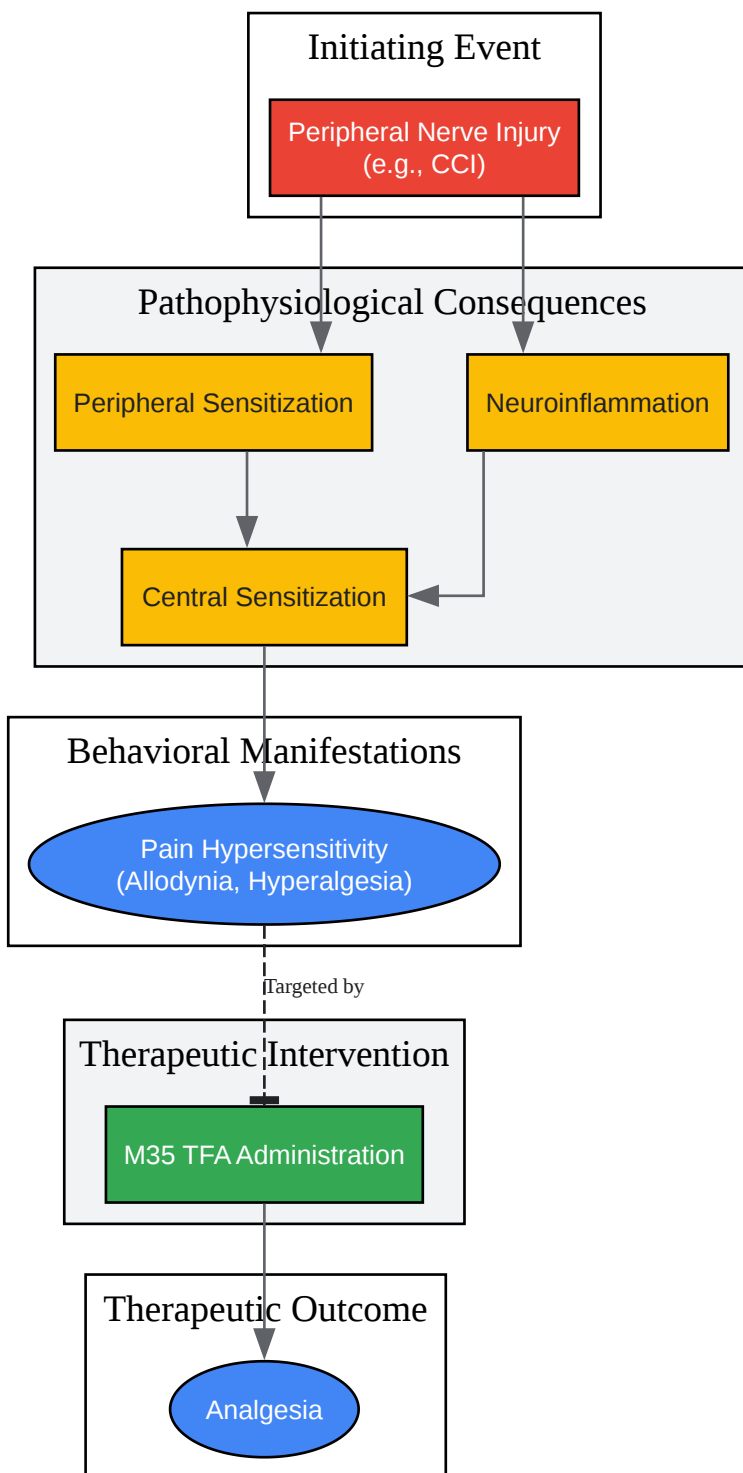 Initiating Event
Peripheral Nerve Injury
(e.g., CCI)
Pathophysiological Consequences
Peripheral Sensitization
Neuroinflammation
Central Sensitization
Behavioral Manifestations
Pain Hypersensitivity
(Allodynia, Hyperalgesia)
Targeted by
Therapeutic Intervention
M35 TFA Administration
Therapeutic Outcome
Analgesia